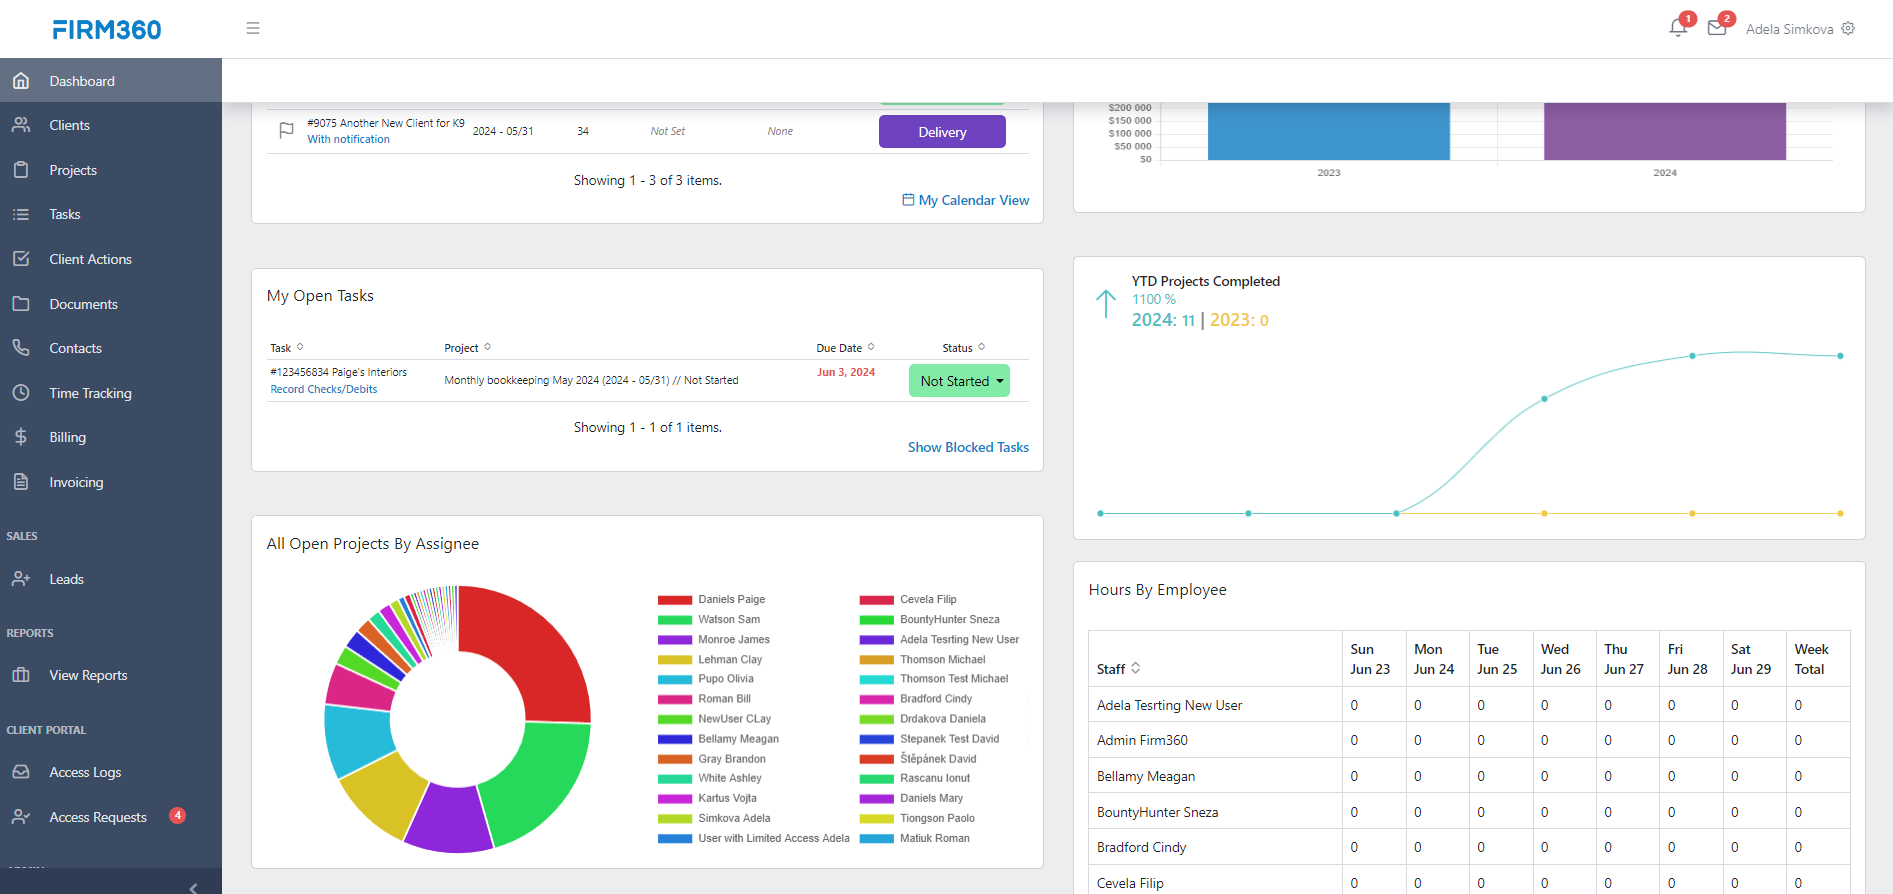 FIRM360
1
2
Adela Simkova
Dashboard
Clients
Projects
Tasks
Client Actions
Documents
Contacts
Time Tracking
Billing
Invoicing
SALES
Leads
REPORTS
View Reports
CLIENT PORTAL
Access Logs
Access Requests
4
#9075 Another New Client for K9
With notification
2024 - 05/31
34
Not Set
None
Delivery
Showing 1 - 3 of 3 items.
My Calendar View
My Open Tasks
Task
Project
Due Date
Status
#123456834 Paige's Interiors
Record Checks/Debits
Monthly bookkeeping May 2024 (2024 - 05/31) // Not Started
Jun 3, 2024
Not Started
Showing 1 - 1 of 1 items.
Show Blocked Tasks
All Open Projects By Assignee
Daniels Paige
Watson Sam
Monroe James
Lehman Clay
Pupo Olivia
Roman Bill
NewUser CLay
Bellamy Meagan
Gray Brandon
White Ashley
Kartus Vojta
Simkova Adela
User with Limited Access Adela
Cevela Filip
BountyHunter Sneza
Adela Tesrting New User
Thomson Michael
Thomson Test Michael
Bradford Cindy
Drdakova Daniela
Stepanek Test David
Štěpánek David
Rascanu Ionut
Daniels Mary
Tiongson Paolo
Matiuk Roman
$200 000
$150 000
$100 000
$50 000
$0
2023
2024
YTD Projects Completed
1100 %
2024: 11 | 2023: 0
Hours By Employee
Staff
Sun Jun 23
Mon Jun 24
Tue Jun 25
Wed Jun 26
Thu Jun 27
Fri Jun 28
Sat Jun 29
Week Total
Adela Tesrting New User 0 0 0 0 0 0 0 0
Admin Firm360 0 0 0 0 0 0 0 0
Bellamy Meagan 0 0 0 0 0 0 0 0
BountyHunter Sneza 0 0 0 0 0 0 0 0
Bradford Cindy 0 0 0 0 0 0 0 0
Cevela Filip 0 0 0 0 0 0 0 0